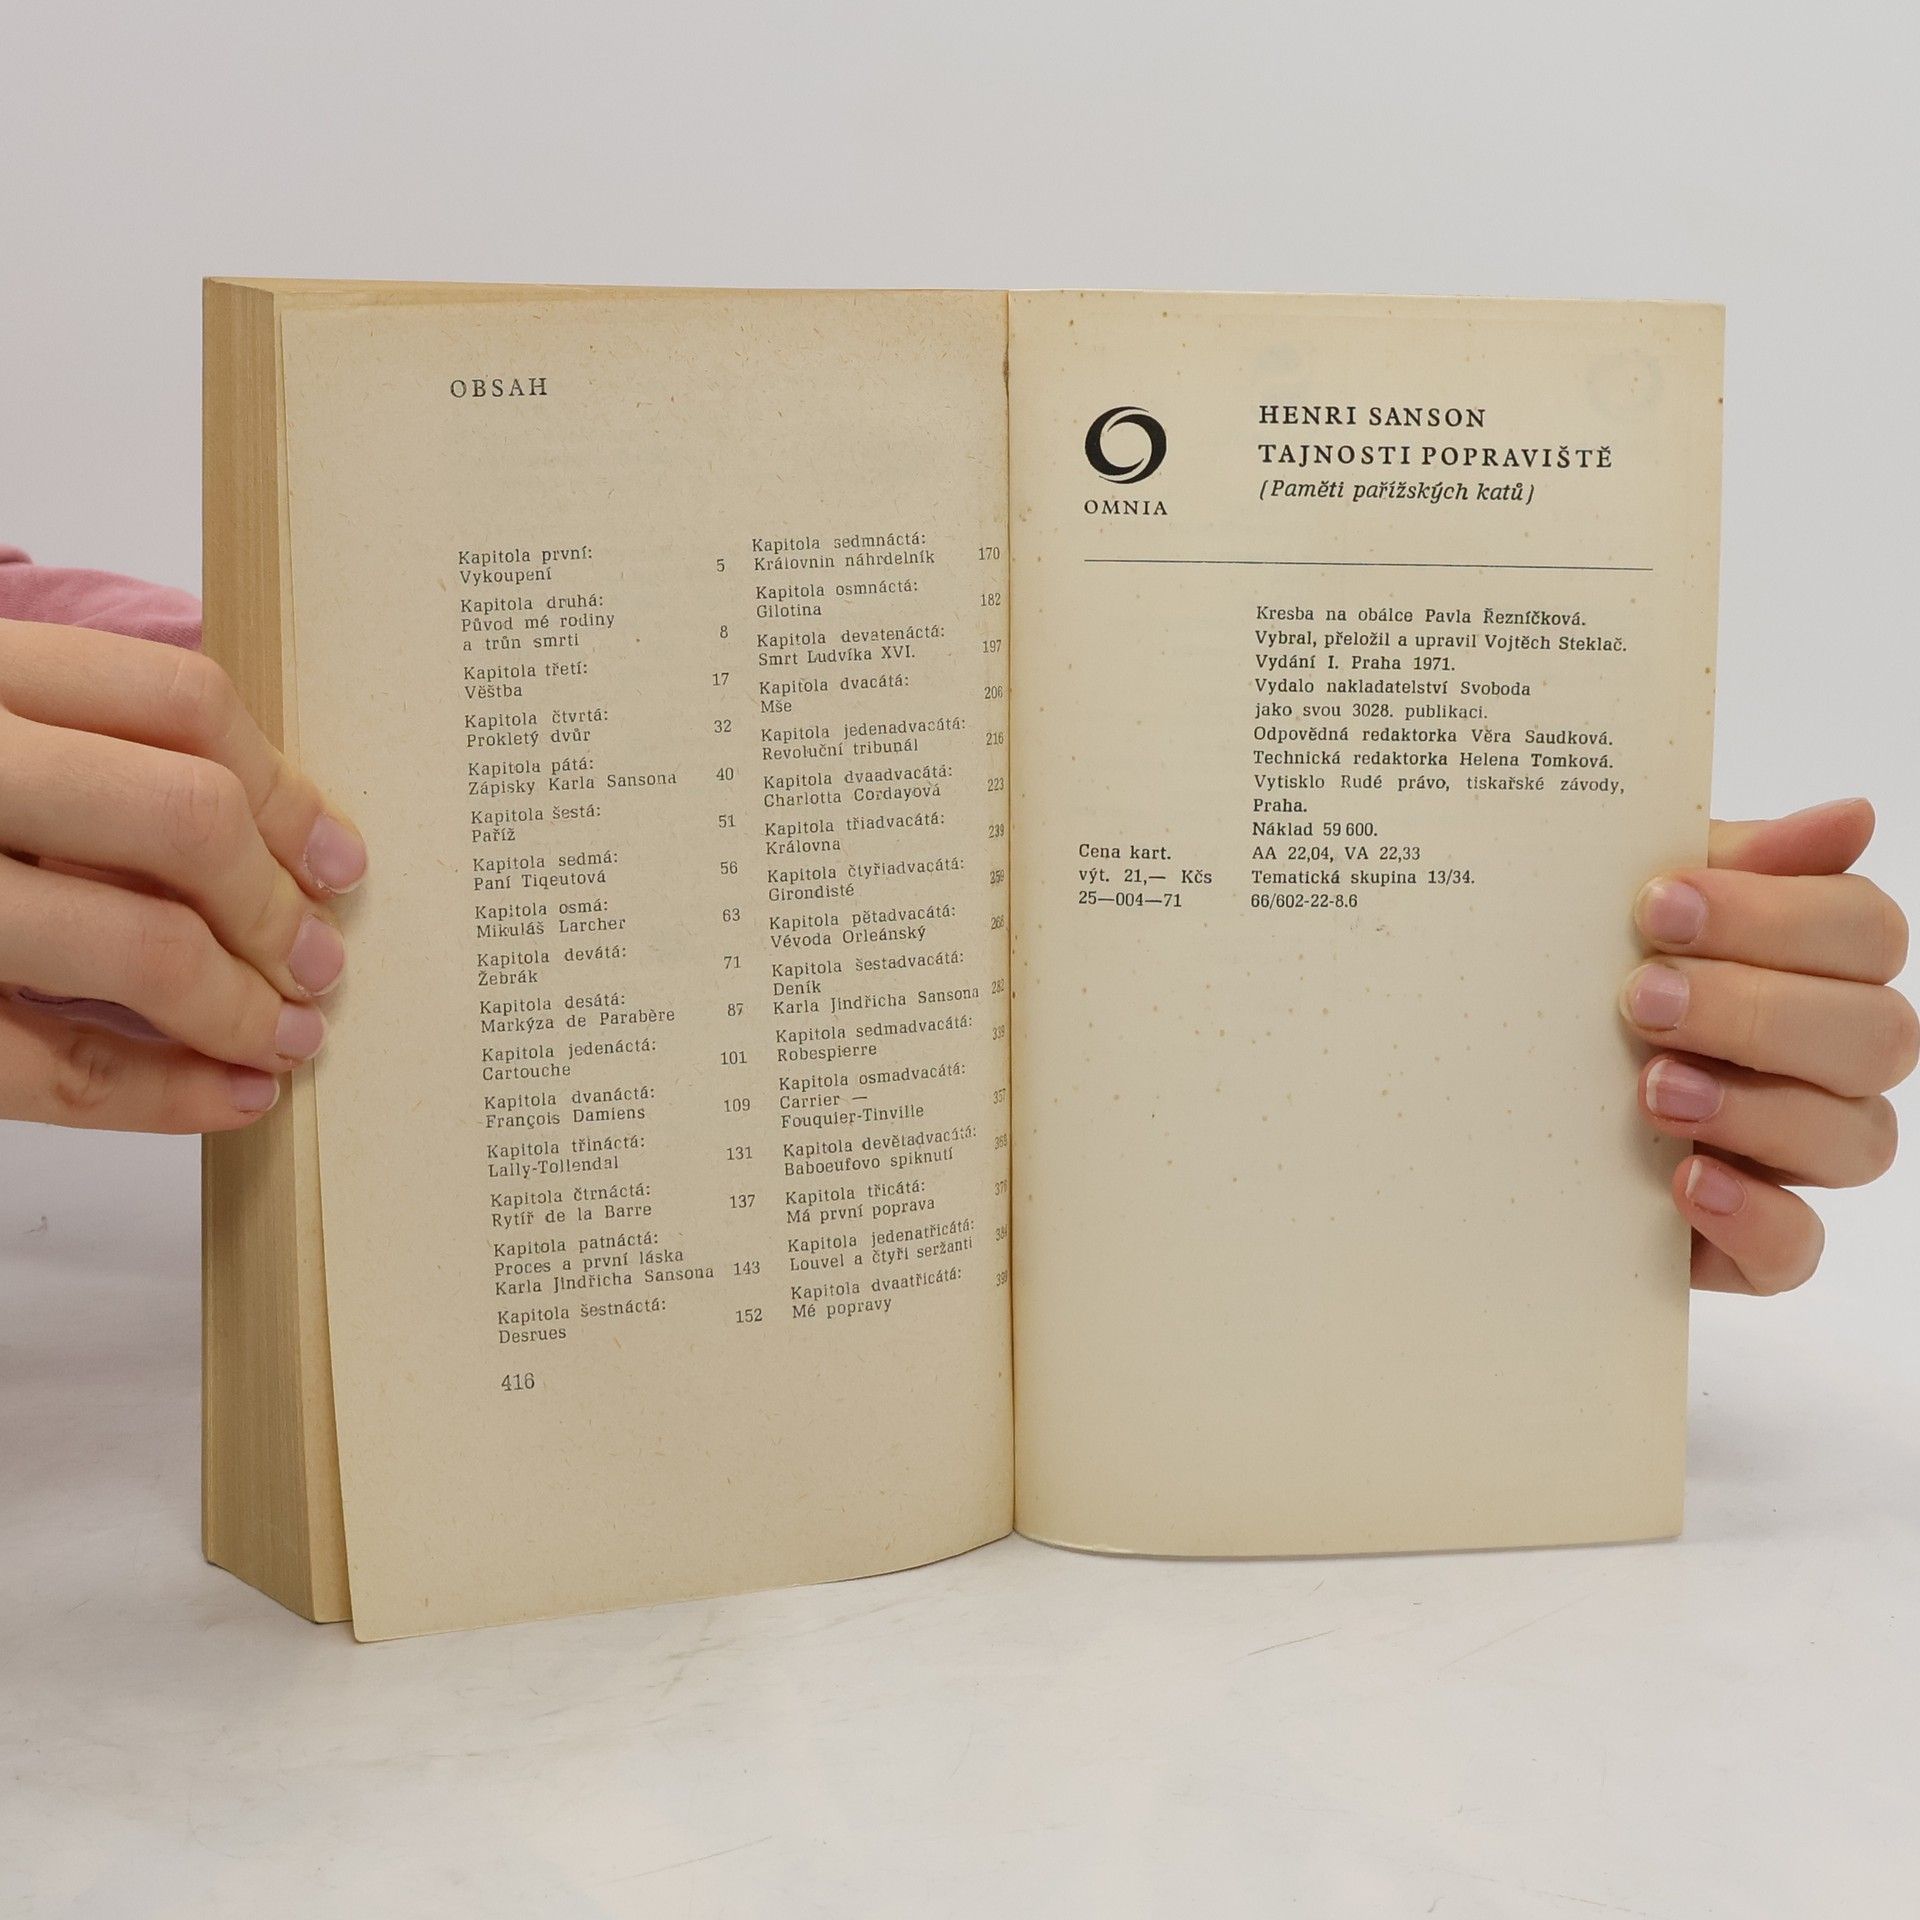 OBSAH
Kapitola první:
Vykoupení 5
Kapitola druhá:
Původ mé rodiny
a trůn smrti 8
Kapitola třetí:
Věštba 17
Kapitola čtvrtá:
Prokletý dvůr 32
Kapitola pátá:
Zápisky Karla Sansona 40
Kapitola šestá:
Paříž 51
Kapitola sedmá:
Paní Tiqeutová 56
Kapitola osmá:
Mikuláš Larcher 63
Kapitola devátá:
Žebrák 71
Kapitola desátá:
Markýza de Parabère 87
Kapitola jedenáctá:
Cartouche 101
Kapitola dvanáctá:
François Damiens 109
Kapitola třináctá:
Lally-Tollendal 131
Kapitola čtrnáctá:
Rytíř de la Barre 137
Kapitola patnáctá:
Proces a první láska
Karla Jindřicha Sansona 143
Kapitola šestnáctá:
Desrues 152
416
Kapitola sedmnáctá:
Královnin náhrdelník 170
Kapitola osmnáctá:
Gilotina 182
Kapitola devatenáctá:
Smrt Ludvíka XVI. 197
Kapitola dvacátá:
Mše 206
Kapitola jedenadvacátá:
Revoluční tribunál 216
Kapitola dvaadvacátá:
Charlotta Cordayová 223
Kapitola třiadvacátá:
Královna 239
Kapitola čtyřiadvacátá:
Girondisté
Kapitola pětadvacátá:
Vévoda Orleánský
Kapitola šestadvacátá:
Deník
Karla Jindřicha Sansona 282
Kapitola sedmadvacátá:
Robespierre 339
Kapitola osmadvacátá:
Carrier —
Fouquier-Tinville 357
Kapitola devětadvacátá:
Baboeufovo spiknutí
Kapitola třicátá:
Má první poprava
Kapitola jedenatřicátá:
Louvel a čtyři seržanti
Kapitola dvaatřicátá:
Mé popravy
OMNIA
HENRI SANSON
TAJNOSTI POPRAVIŠTĚ
(Paměti pařížských katů)
Kresba na obálce Pavla Řezníčková.
Vybral, přeložil a upravil Vojtěch Steklač.
Vydání I. Praha 1971.
Vydalo nakladatelství Svoboda
jako svou 3028. publikaci.
Odpovědná redaktorka Věra Saudková.
Technická redaktorka Helena Tomková.
Vytisklo Rudé právo, tiskařské závody,
Praha.
Náklad 59 600.
Cena kart. AA 22,04, VA 22,33
výt. 21,— Kčs Tematická skupina 13/34.
25—004—71 66/602-22-8.6